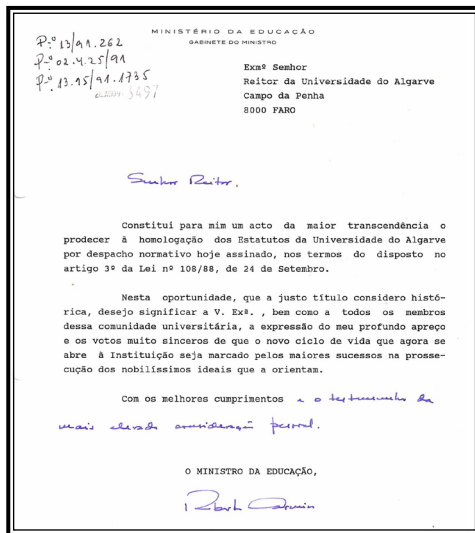 MINISTÉRIO DA EDUCAÇÃO
GABINETE DO MINISTRO
P.º 13/91.262
P.º 02.4.25/91
P.º 13.15/91.1735
3497
Exmº Semhor
Reitor da Universidade do Algarve
Campo da Penha
8000 FARO
Senhor Reitor,
Constitui para mim um acto da maior transcendência o
prodecer à homologação dos Estatutos da Universidade do Algarve
por despacho normativo hoje assinado, nos termos do disposto no
artigo 3º da Lei nº 108/88, de 24 de Setembro.
Nesta oportunidade, que a justo título considero histó-
rica, desejo significar a V. Exª. , bem como a todos os membros
dessa comunidade universitária, a expressão do meu profundo apreço
e os votos muito sinceros de que o novo ciclo de vida que agora se
abre à Instituição seja marcado pelos maiores sucessos na prosse-
cução dos nobilíssimos ideais que a orientam.
Com os melhores cumprimentos e o testemunho da
mais elevada consideração pessoal.
O MINISTRO DA EDUCAÇÃO,